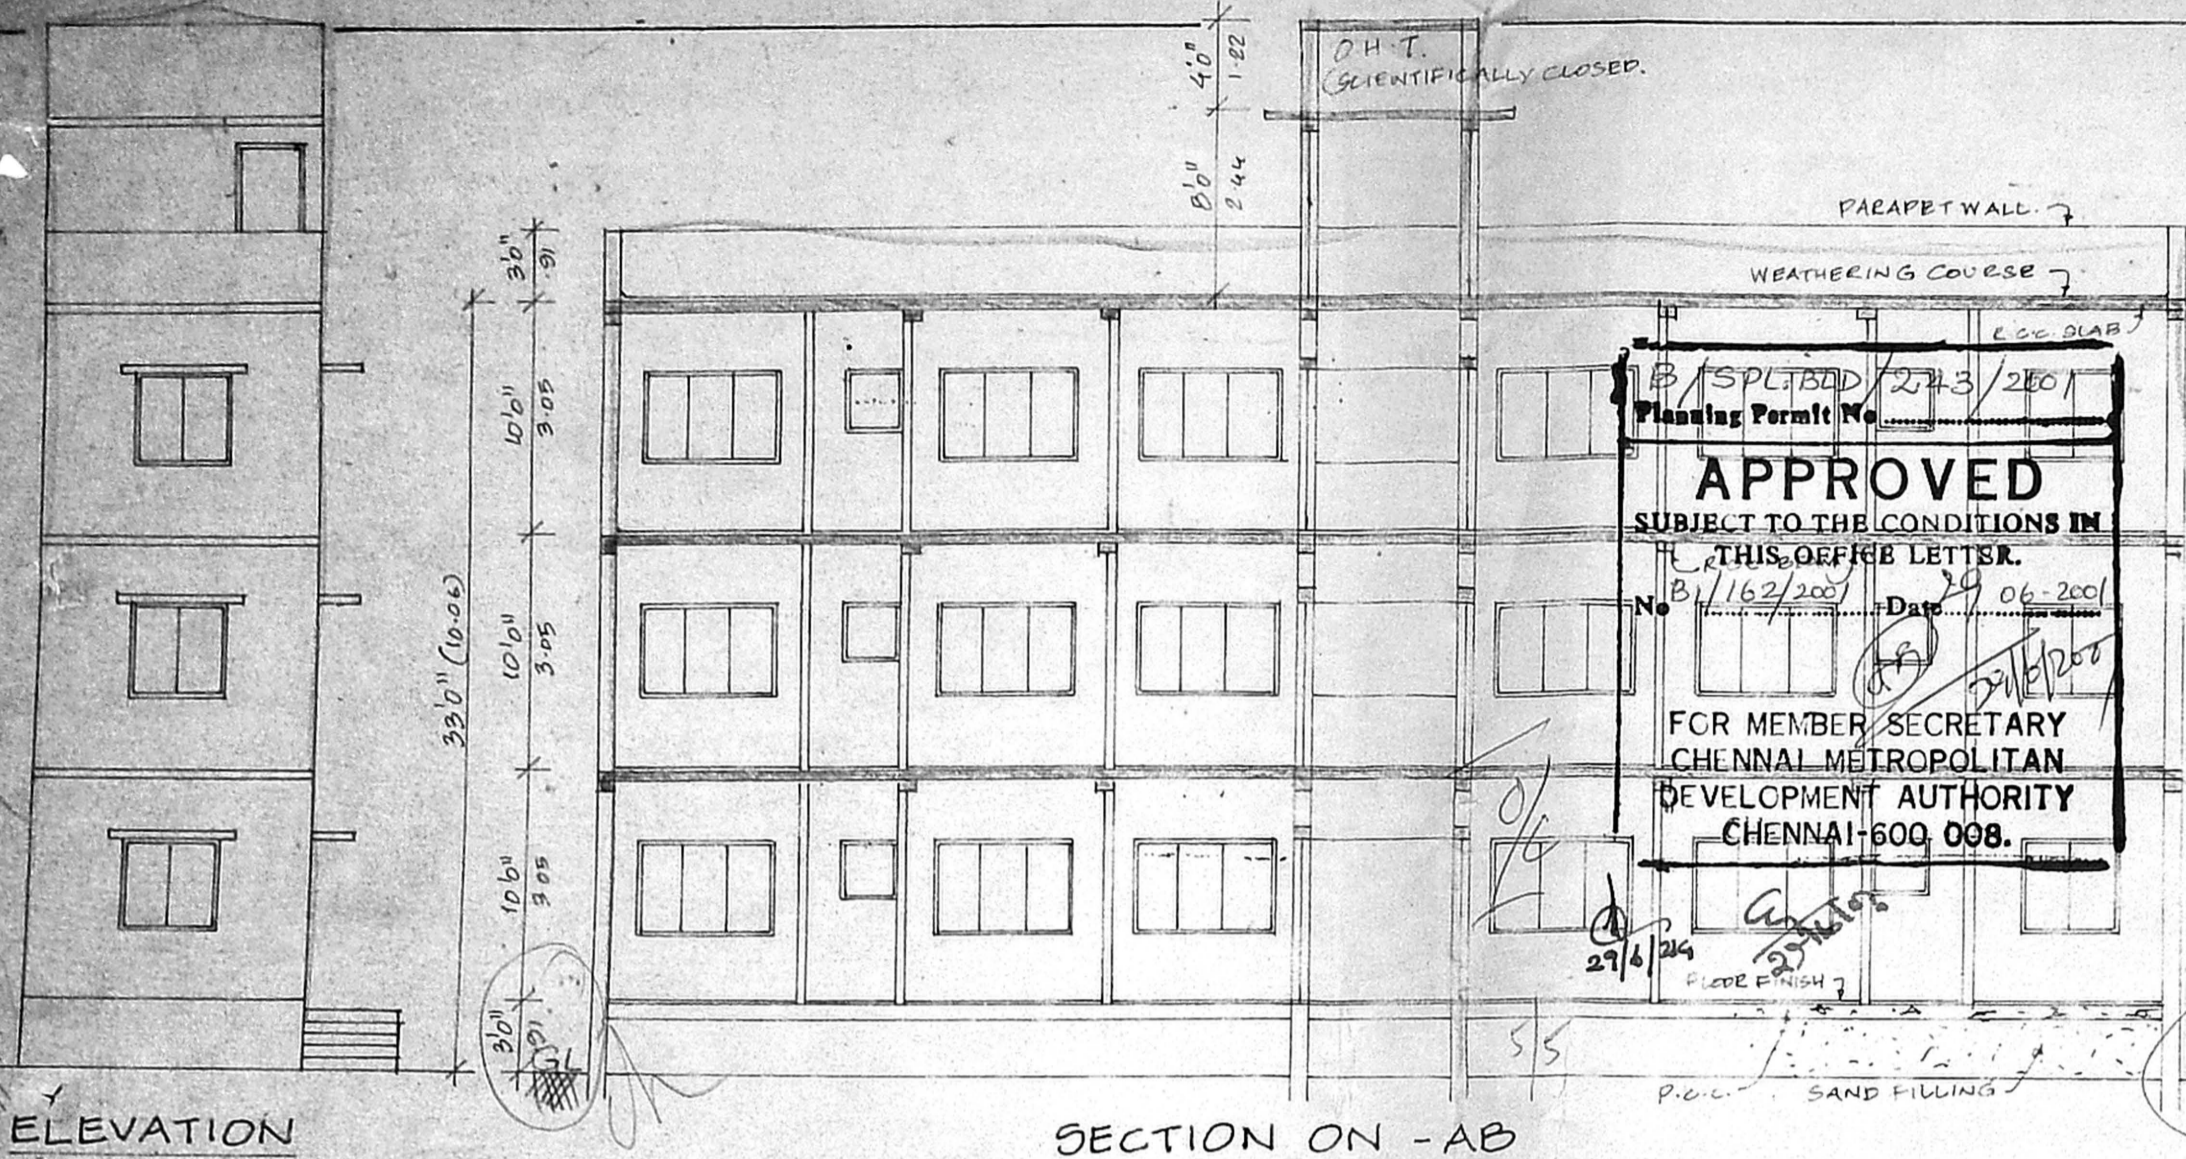 4'0"
1.22
O.H.T.
(SCIENTIFICALLY CLOSED.
8'0"
2.44
PARAPET WALL.
WEATHERING COURSE
R.C.C. SLAB
3'0"
.91
10'0"
3.05
10'0"
3.05
10'0"
3.05
3'0"
.91
33'0" (10.06)
B/SPL.BLD/243/2001
Planning Permit No
APPROVED
SUBJECT TO THE CONDITIONS IN
THIS OFFICE LETTER.
No B1/162/2001 Date 29 06-2001
29/6/2001
FOR MEMBER SECRETARY
CHENNAI METROPOLITAN
DEVELOPMENT AUTHORITY
CHENNAI-600 008.
O/C
29/6/
FLOOR FINISH
5/5
P.C.C.
SAND FILLING
ELEVATION
SECTION ON - AB